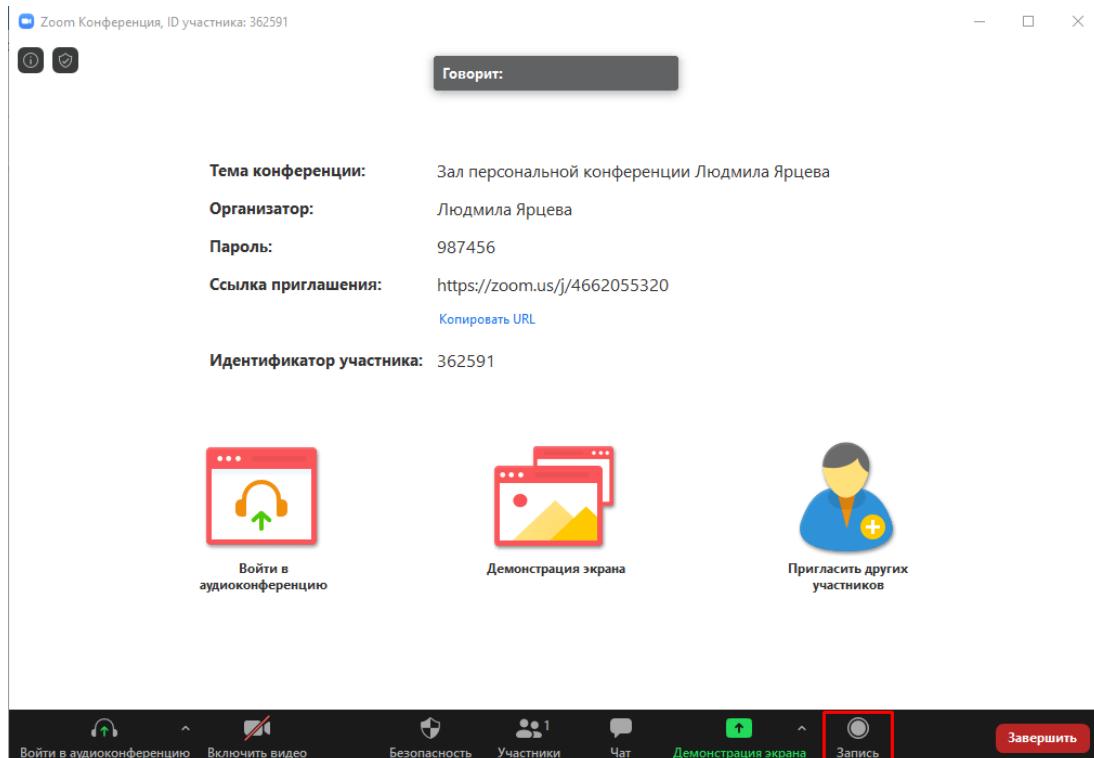 Zoom Конференция, ID участника: 362591
Говорит:
Тема конференции: Зал персональной конференции Людмила Ярцева
Организатор: Людмила Ярцева
Пароль: 987456
Ссылка приглашения: https://zoom.us/j/4662055320
Копировать URL
Идентификатор участника: 362591
Войти в
аудиоконференцию
Демонстрация экрана
Пригласить других
участников
1
Войти в аудиоконференцию Включить видео Безопасность Участники Чат Демонстрация экрана Запись Завершить